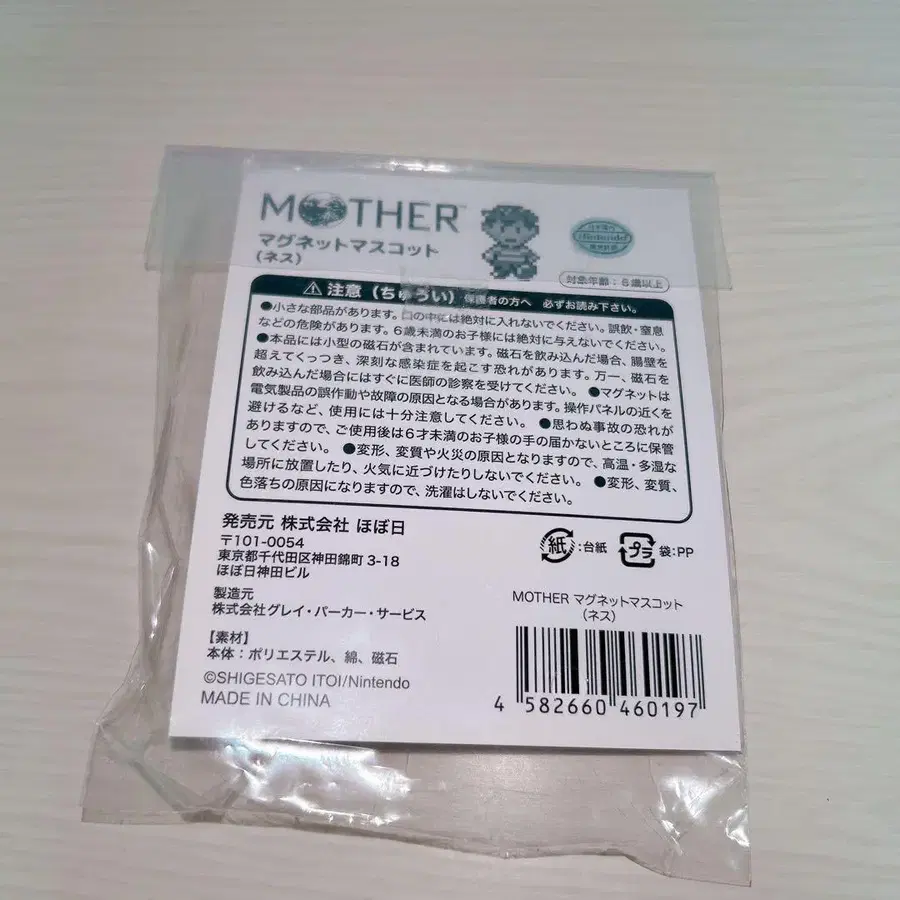 MOTHER™
マグネットマスコット
（ネス）
Nintendo
対象年齢：6歳以上
⚠注意（ちゅうい）保護者の方へ　必ずお読み下さい。
●小さな部品があります。口の中には絶対に入れないでください。誤飲・窒息
などの危険があります。6歳未満のお子様には絶対に与えないでください。
●本品には小型の磁石が含まれています。磁石を飲み込んだ場合、腸壁を
超えてくっつき、深刻な感染症を起こす恐れがあります。万一、磁石を
飲み込んだ場合にはすぐに医師の診察を受けてください。 ●マグネットは
電気製品の誤作動や故障の原因となる場合があります。操作パネルの近くを
避けるなど、使用には十分注意してください。 ●思わぬ事故の恐れが
ありますので、ご使用後は6才未満のお子様の手の届かないところに保管
してください。 ●変形、変質や火災の原因となりますので、高温・多湿な
場所に放置したり、火気に近づけたりしないでください。 ●変形、変質、
色落ちの原因になりますので、洗濯はしないでください。
発売元 株式会社 ほぼ日
〒101-0054
東京都千代田区神田錦町 3-18
ほぼ日神田ビル
製造元
株式会社グレイ・パーカー・サービス
【素材】
本体：ポリエステル、綿、磁石
©SHIGESATO ITOI/Nintendo
MADE IN CHINA
紙：台紙
プラ 袋：PP
MOTHER マグネットマスコット
（ネス）
4 582660 460197